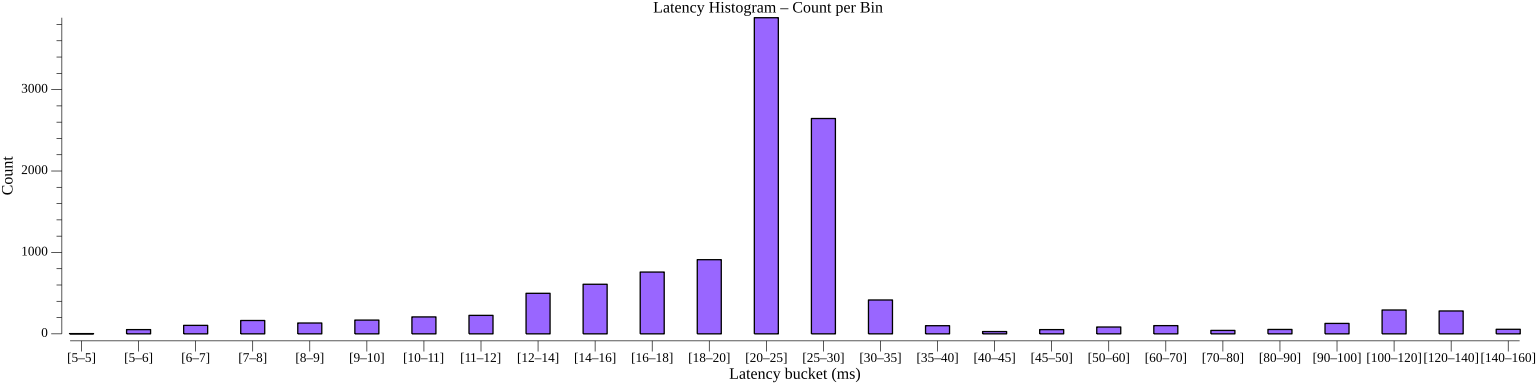 Latency Histogram – Count per Bin
Count
3000
2000
1000
0
[5–5] [5–6] [6–7] [7–8] [8–9] [9–10] [10–11] [11–12] [12–14] [14–16] [16–18] [18–20] [20–25] [25–30] [30–35] [35–40] [40–45] [45–50] [50–60] [60–70] [70–80] [80–90] [90–100] [100–120] [120–140] [140–160]
Latency bucket (ms)